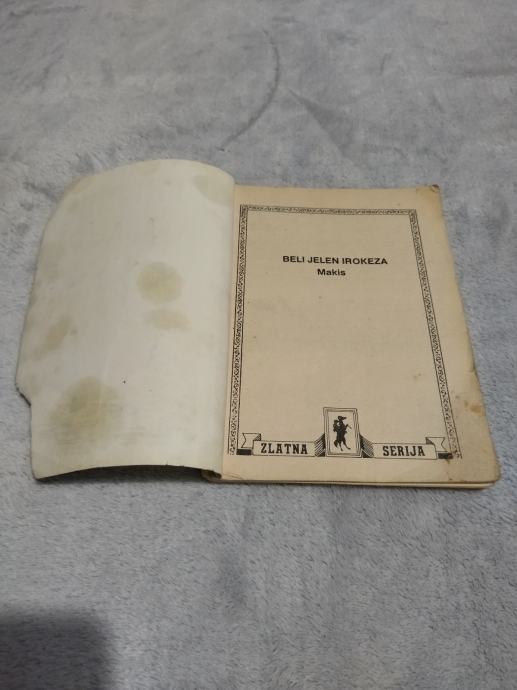 BELI JELEN IROKEZA
Makis
ZLATNA SERIJA